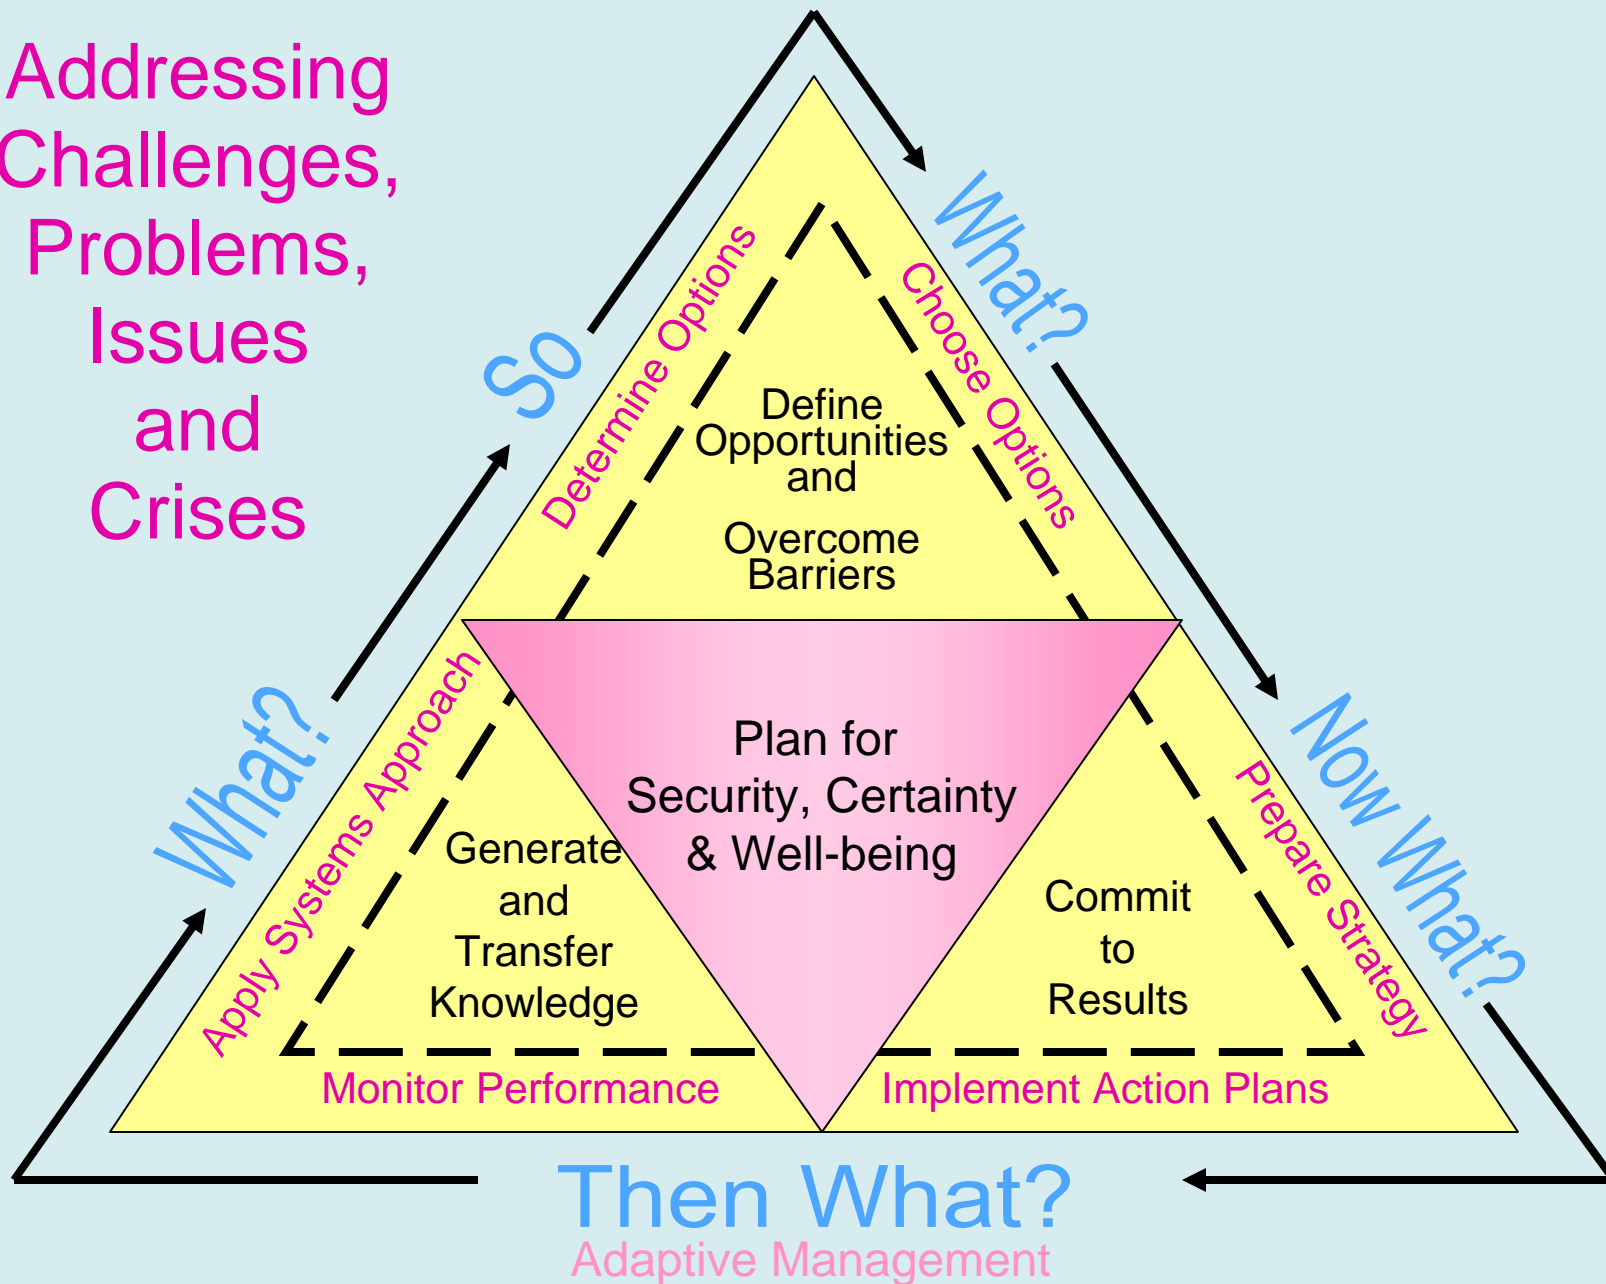 Addressing
Challenges,
Problems,
Issues
and
Crises
What?
So
What?
Now What?
Then What?
Adaptive Management
Apply Systems Approach
Determine Options
Choose Options
Prepare Strategy
Implement Action Plans
Monitor Performance
Define
Opportunities
and
Overcome
Barriers
Plan for
Security, Certainty
& Well-being
Generate
and
Transfer
Knowledge
Commit
to
Results